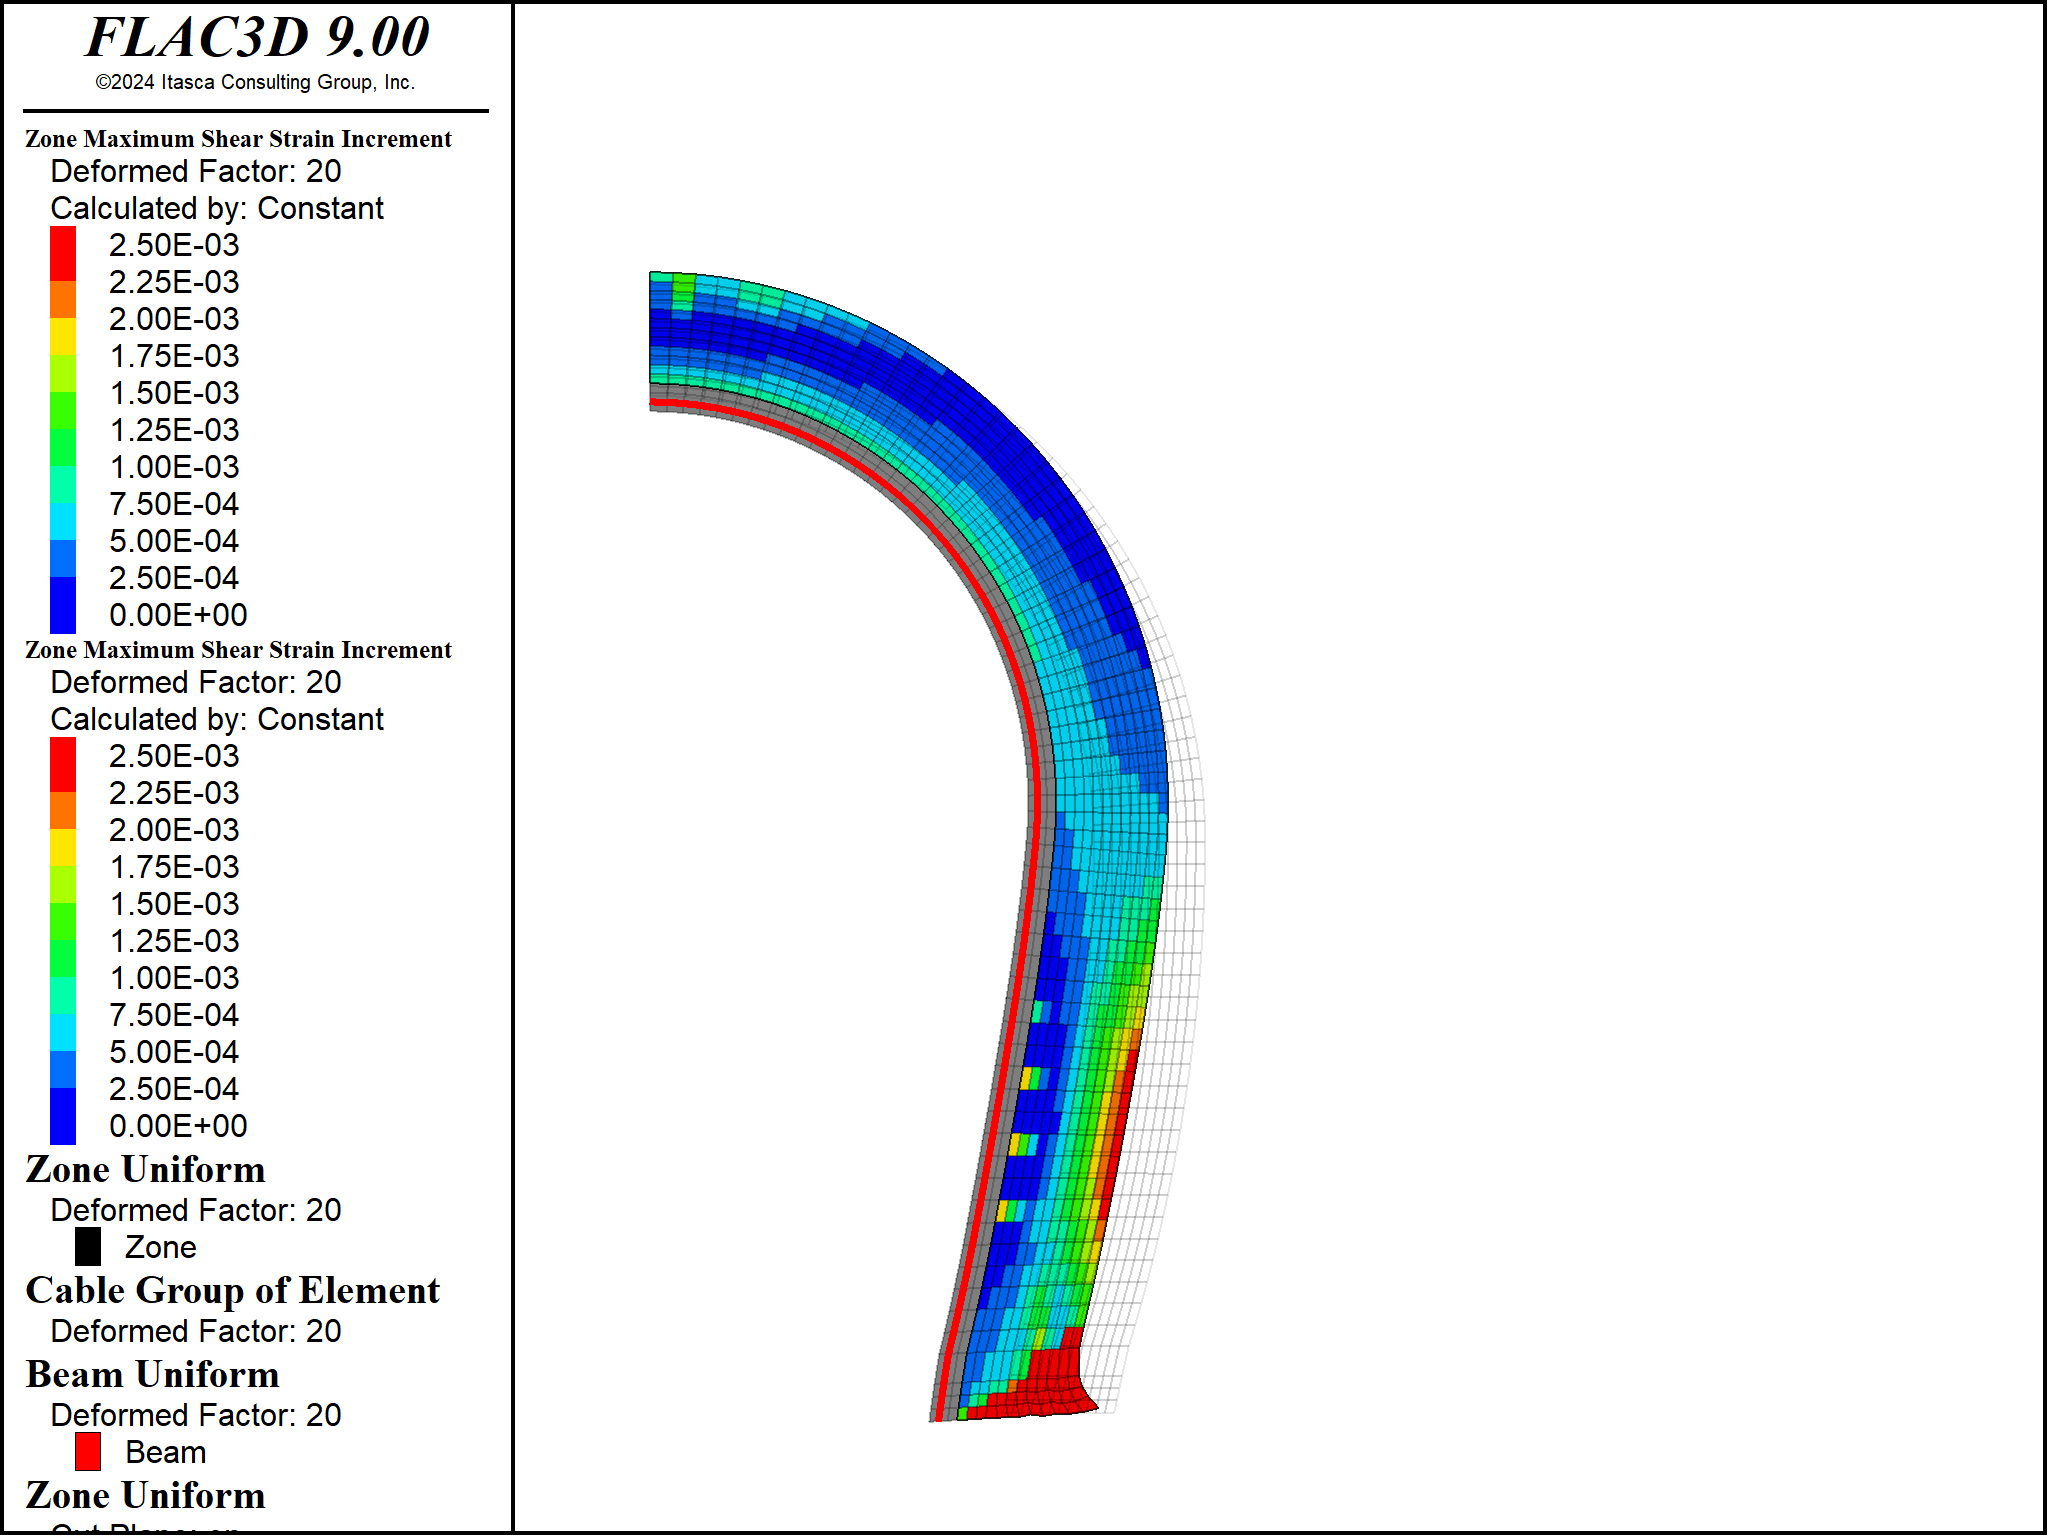 FLAC3D 9.00
©2024 Itasca Consulting Group, Inc.
Zone Maximum Shear Strain Increment
Deformed Factor: 20
Calculated by: Constant
2.50E-03
2.25E-03
2.00E-03
1.75E-03
1.50E-03
1.25E-03
1.00E-03
7.50E-04
5.00E-04
2.50E-04
0.00E+00
Zone Maximum Shear Strain Increment
Deformed Factor: 20
Calculated by: Constant
2.50E-03
2.25E-03
2.00E-03
1.75E-03
1.50E-03
1.25E-03
1.00E-03
7.50E-04
5.00E-04
2.50E-04
0.00E+00
Zone Uniform
Deformed Factor: 20
Zone
Cable Group of Element
Deformed Factor: 20
Beam Uniform
Deformed Factor: 20
Beam
Zone Uniform